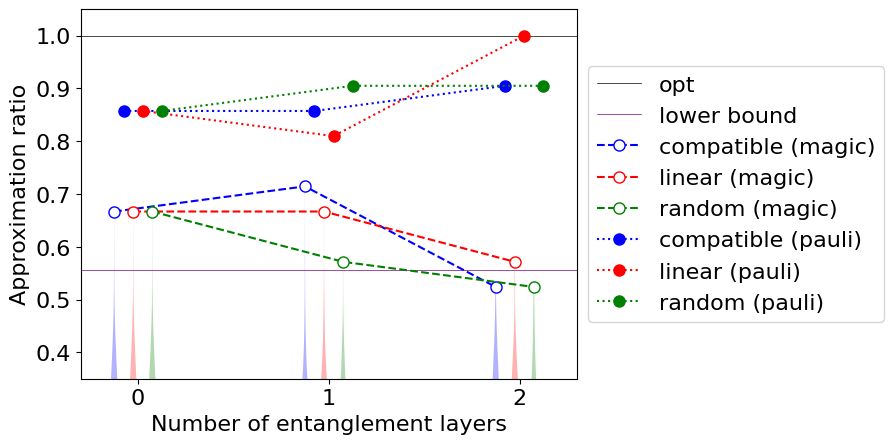 1.0
0.9
0.8
0.7
0.6
0.5
0.4
Approximation ratio
0 1 2
Number of entanglement layers
opt
lower bound
compatible (magic)
linear (magic)
random (magic)
compatible (pauli)
linear (pauli)
random (pauli)